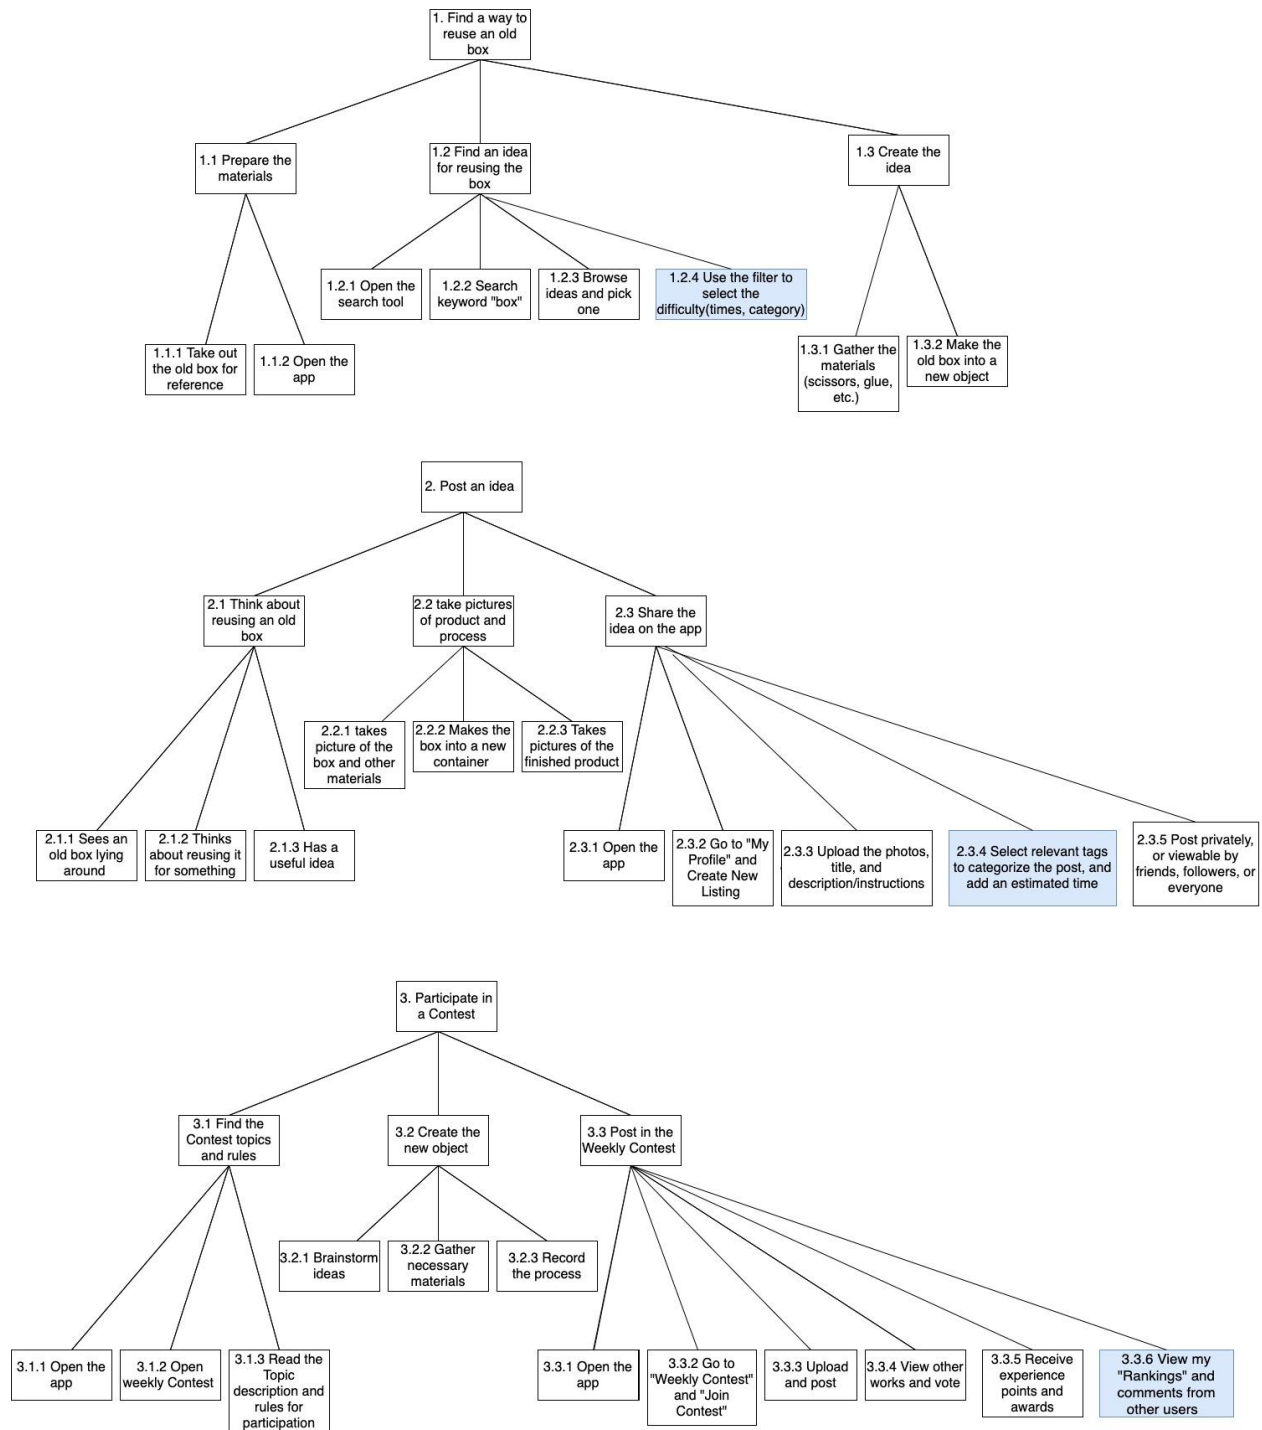 1. Find a way to
reuse an old
box
1.1 Prepare the
materials
1.2 Find an idea
for reusing the
box
1.3 Create the
idea
1.2.1 Open the
search tool
1.2.2 Search
keyword "box"
1.2.3 Browse
ideas and pick
one
1.2.4 Use the filter to
select the
difficulty(times, category)
1.1.1 Take out
the old box for
reference
1.1.2 Open the
app
1.3.1 Gather the
materials
(scissors, glue,
etc.)
1.3.2 Make the
old box into a
new object
2. Post an idea
2.1 Think about
reusing an old
box
2.2 take pictures
of product and
process
2.3 Share the
idea on the app
2.2.1 takes
picture of the
box and other
materials
2.2.2 Makes the
box into a new
container
2.2.3 Takes
pictures of the
finished product
2.1.1 Sees an
old box lying
around
2.1.2 Thinks
about reusing it
for something
2.1.3 Has a
useful idea
2.3.1 Open the
app
2.3.2 Go to "My
Profile" and
Create New
Listing
2.3.3 Upload the photos,
title, and
description/instructions
2.3.4 Select relevant tags
to categorize the post, and
add an estimated time
2.3.5 Post privately,
or viewable by
friends, followers, or
everyone
3. Participate in
a Contest
3.1 Find the
Contest topics
and rules
3.2 Create the
new object
3.3 Post in the
Weekly Contest
3.2.1 Brainstorm
ideas
3.2.2 Gather
necessary
materials
3.2.3 Record
the process
3.1.1 Open the
app
3.1.2 Open
weekly Contest
3.1.3 Read the
Topic
description and
rules for
participation
3.3.1 Open the
app
3.3.2 Go to
"Weekly Contest"
and "Join
Contest"
3.3.3 Upload
and post
3.3.4 View other
works and vote
3.3.5 Receive
experience
points and
awards
3.3.6 View my
"Rankings" and
comments from
other users